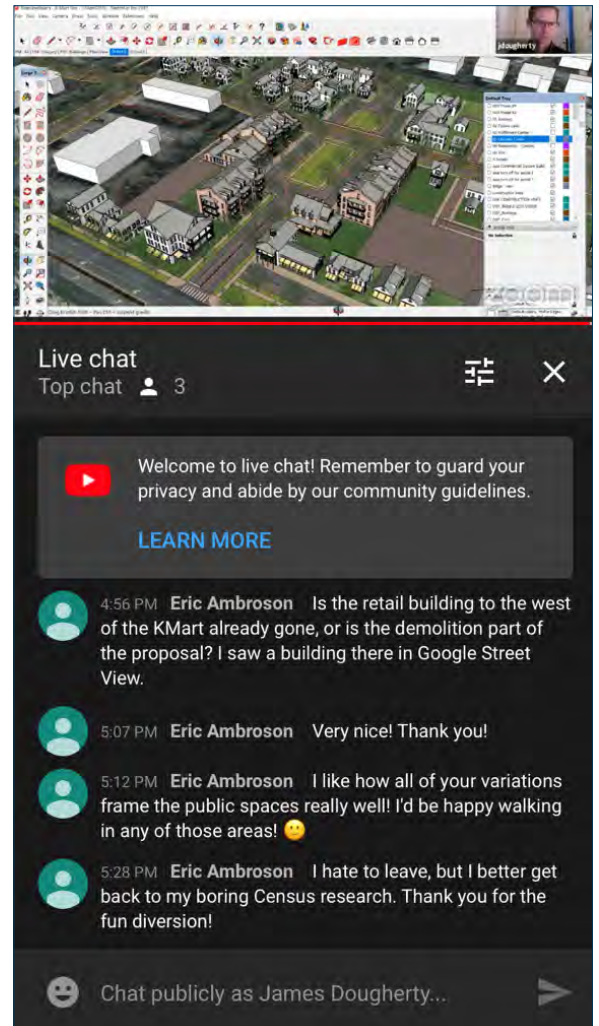 jdougherty
Default Tray
zoom
Live chat
Top chat 3
Welcome to live chat! Remember to guard your
privacy and abide by our community guidelines.
LEARN MORE
4:56 PM Eric Ambroson Is the retail building to the west
of the KMart already gone, or is the demolition part of
the proposal? I saw a building there in Google Street
View.
5:07 PM Eric Ambroson Very nice! Thank you!
5:12 PM Eric Ambroson I like how all of your variations
frame the public spaces really well! I'd be happy walking
in any of those areas! 🙂
5:28 PM Eric Ambroson I hate to leave, but I better get
back to my boring Census research. Thank you for the
fun diversion!
Chat publicly as James Dougherty...